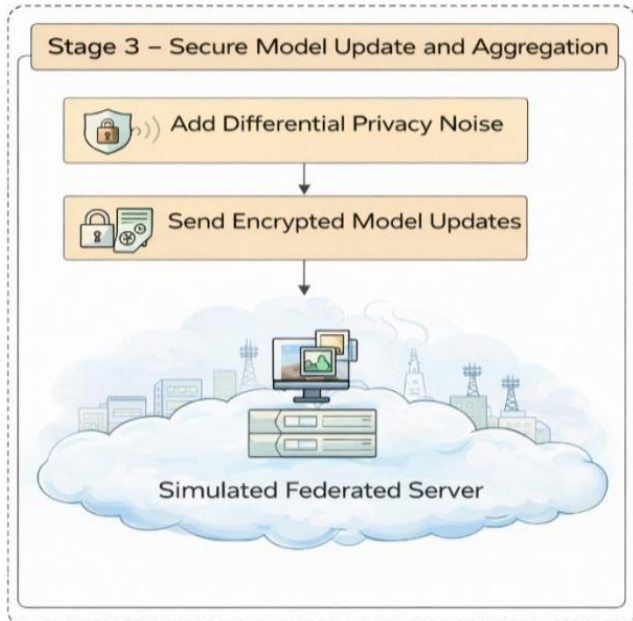 Stage 3 – Secure Model Update and Aggregation
Add Differential Privacy Noise
Send Encrypted Model Updates
Simulated Federated Server